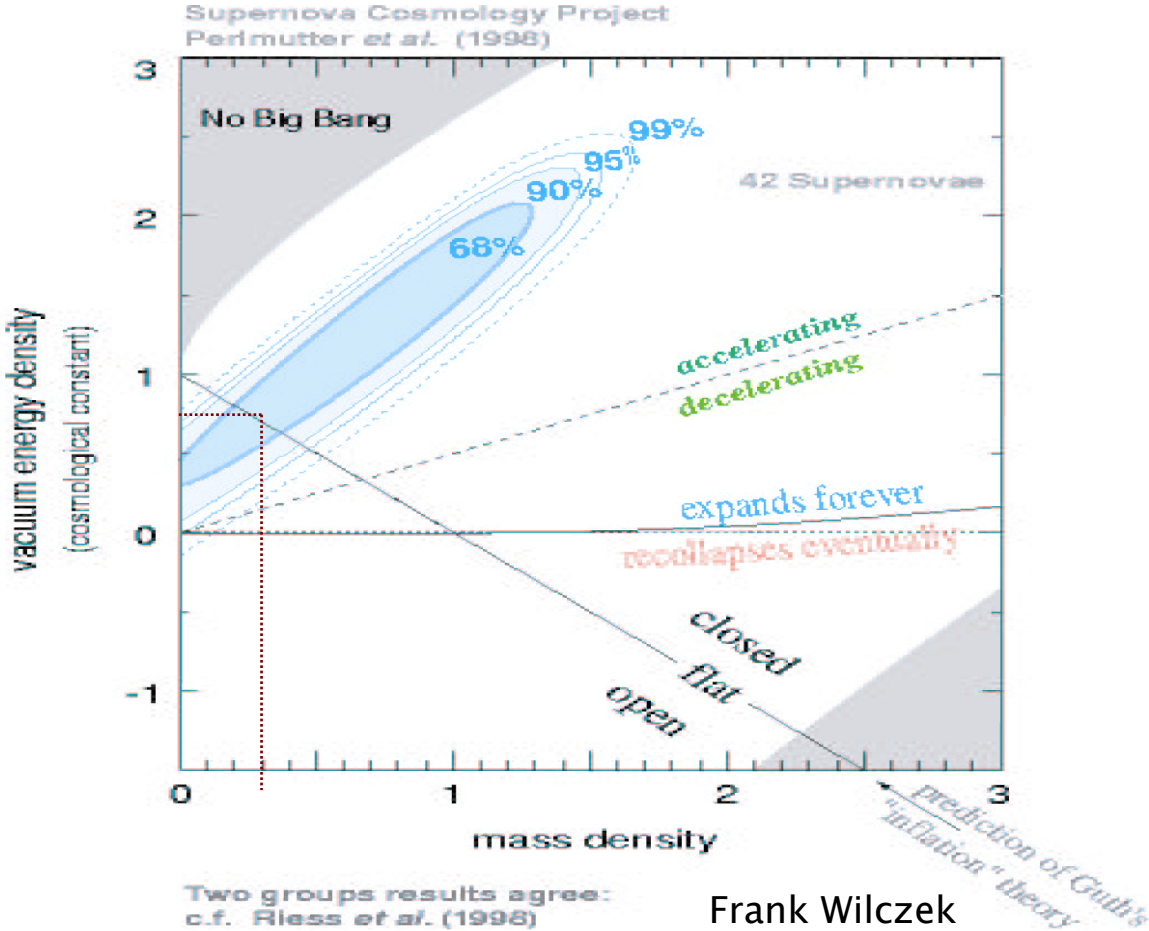 Supernova Cosmology Project
Perlmutter et al. (1998)
3
No Big Bang
99%
95%
90%
42 Supernovae
2
68%
vacuum energy density
(cosmological constant)
accelerating
decelerating
1
expands forever
0
recollapses eventually
closed
flat
open
-1
0
1
2
3
mass density
prediction of Guth's
"inflation" theory
Two groups results agree:
c.f. Riess et al. (1998)
Frank Wilczek